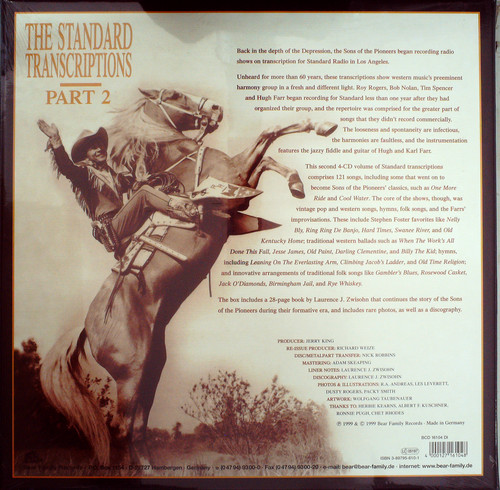 THE STANDARD
TRANSCRIPTIONS
PART 2
Back in the depth of the Depression, the Sons of the Pioneers began recording radio
shows on transcription for Standard Radio in Los Angeles.
Unheard for more than 60 years, these transcriptions show western music's preeminent
harmony group in a fresh and different light. Roy Rogers, Bob Nolan, Tim Spencer
and Hugh Farr began recording for Standard less than one year after they had
organized their group, and the repertoire was comprised for the greater part of
songs that they didn't record commercially.
The looseness and spontaneity are infectious,
the harmonies are faultless, and the instrumentation
features the jazzy fiddle and guitar of Hugh and Karl Farr.
This second 4-CD volume of Standard transcriptions
comprises 121 songs, including some that went on to
become Sons of the Pioneers' classics, such as One More
Ride and Cool Water. The core of the shows, though, was
vintage pop and western songs, hymns, folk songs, and the Farrs'
improvisations. These include Stephen Foster favorites like Nelly
Bly, Ring Ring De Banjo, Hard Times, Swanee River, and Old
Kentucky Home; traditional western ballads such as When The Work's All
Done This Fall, Jesse James, Old Paint, Darling Clementine, and Billy The Kid; hymns,
including Leaning On The Everlasting Arm, Climbing Jacob's Ladder, and Old Time Religion;
and innovative arrangements of traditional folk songs like Gambler's Blues, Rosewood Casket,
Jack O'Diamonds, Birmingham Jail, and Rye Whiskey.
The box includes a 28-page book by Laurence J. Zwisohn that continues the story of the Sons
of the Pioneers during their formative era, and includes rare photos, as well as a discography.
PRODUCER: JERRY KING
RE-ISSUE PRODUCER: RICHARD WEIZE
DISC/METALPART TRANSFER: NICK ROBBINS
MASTERING: ADAM SKEAPING
LINER NOTES: LAURENCE J. ZWISOHN
DISCOGRAPHY: LAURENCE J. ZWISOHN
PHOTOS & ILLUSTRATIONS: R.A. ANDREAS, LES LEVERETT,
DUSTY ROGERS, PACKY SMITH
ARTWORK: WOLFGANG TAUBENAUER
THANKS TO: DEBBIE KEARNS, ALBERT F. KUSCHNER,
RONNIE PUGH, CHET RHODES
℗ 1999 & © 1999 Bear Family Records - Made in Germany
BCD 16104 DI
4 000127 161048
Germany
e-mail: bear@bear-family.de · internet: www.bear-family.de